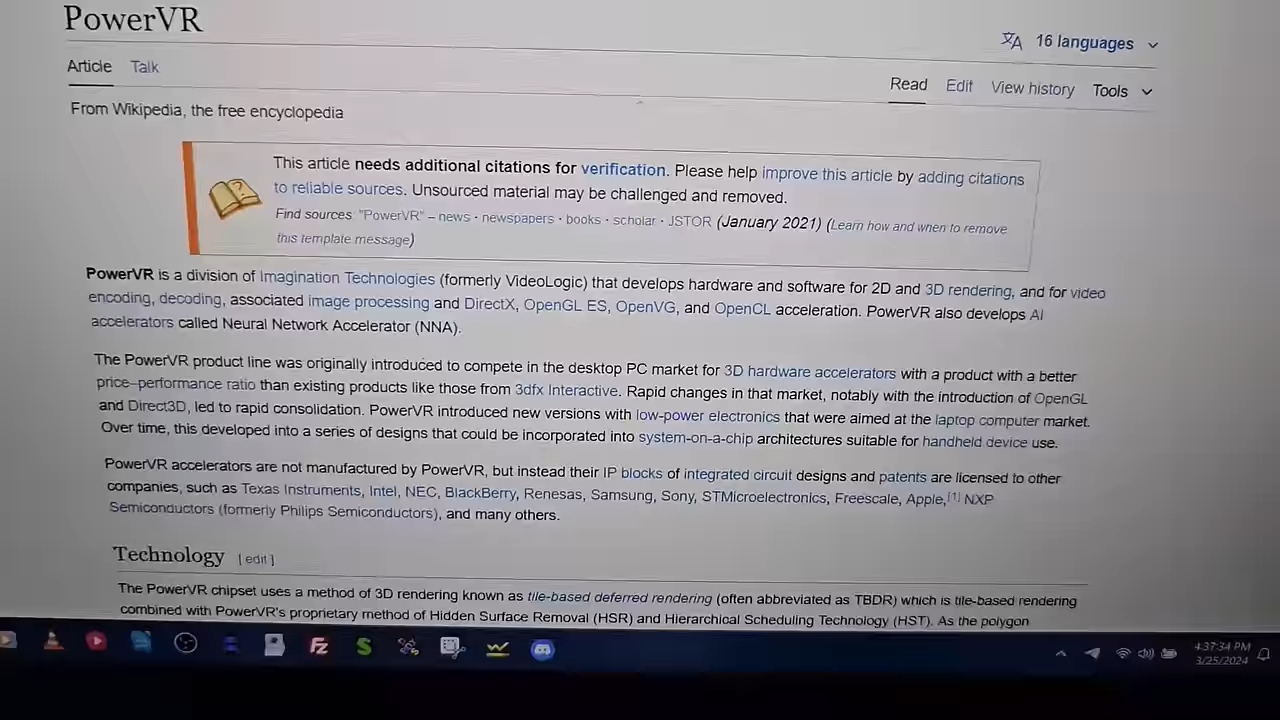 PowerVR
16 languages
Article Talk
Read Edit View history Tools
From Wikipedia, the free encyclopedia
This article needs additional citations for verification. Please help improve this article by adding citations
to reliable sources. Unsourced material may be challenged and removed.
Find sources: "PowerVR" – news · newspapers · books · scholar · JSTOR (January 2021) (Learn how and when to remove
this template message)
PowerVR is a division of Imagination Technologies (formerly VideoLogic) that develops hardware and software for 2D and 3D rendering, and for video
encoding, decoding, associated image processing and DirectX, OpenGL ES, OpenVG, and OpenCL acceleration. PowerVR also develops AI
accelerators called Neural Network Accelerator (NNA).
The PowerVR product line was originally introduced to compete in the desktop PC market for 3D hardware accelerators with a product with a better
price–performance ratio than existing products like those from 3dfx Interactive. Rapid changes in that market, notably with the introduction of OpenGL
and Direct3D, led to rapid consolidation. PowerVR introduced new versions with low-power electronics that were aimed at the laptop computer market.
Over time, this developed into a series of designs that could be incorporated into system-on-a-chip architectures suitable for handheld device use.
PowerVR accelerators are not manufactured by PowerVR, but instead their IP blocks of integrated circuit designs and patents are licensed to other
companies, such as Texas Instruments, Intel, NEC, BlackBerry, Renesas, Samsung, Sony, STMicroelectronics, Freescale, Apple,[1] NXP
Semiconductors (formerly Philips Semiconductors), and many others.
Technology [ edit ]
The PowerVR chipset uses a method of 3D rendering known as tile-based deferred rendering (often abbreviated as TBDR) which is tile-based rendering
combined with PowerVR's proprietary method of Hidden Surface Removal (HSR) and Hierarchical Scheduling Technology (HST). As the polygon
4:37:34 PM
3/25/2024